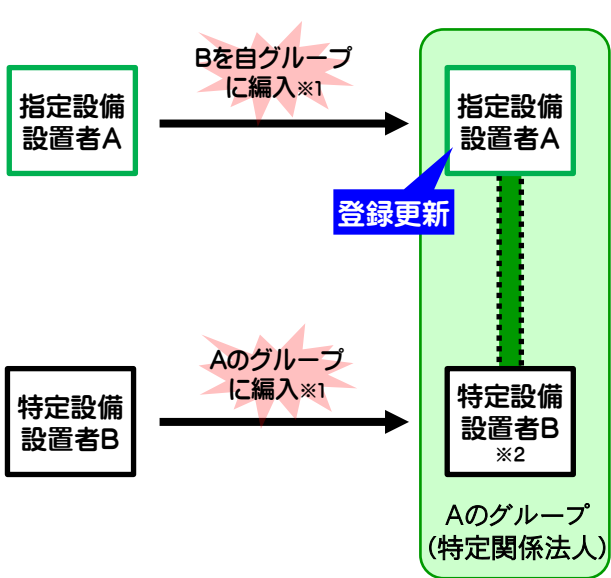 Bを自グループ
に編入※1
指定設備
設置者A
指定設備
設置者A
登録更新
Aのグループ
に編入※1
特定設備
設置者B
特定設備
設置者B
※2
Aのグループ
(特定関係法人)